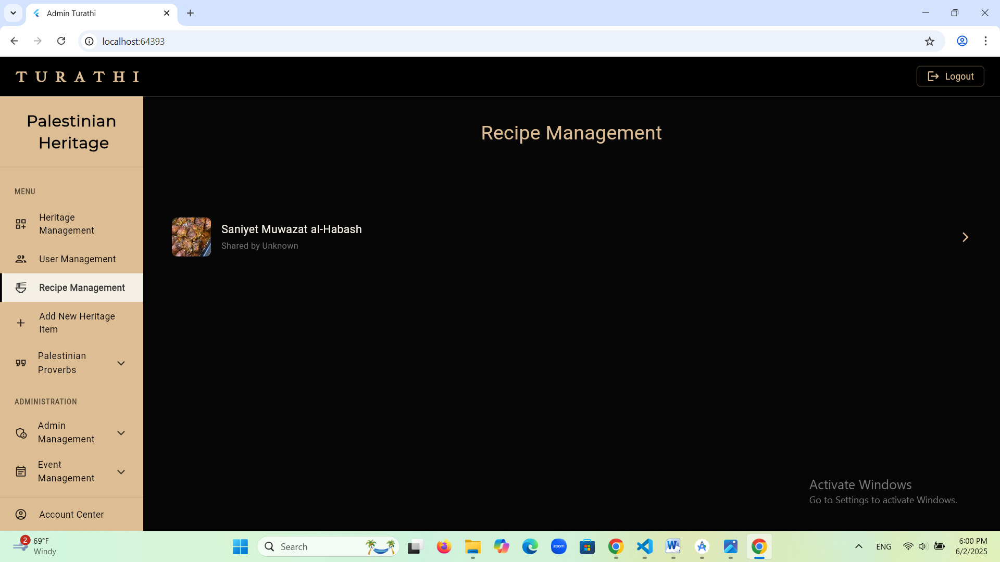 Admin Turathi
localhost:64393
TURATHI
Logout
Palestinian
Heritage
MENU
Heritage
Management
User Management
Recipe Management
Add New Heritage
Item
Palestinian
Proverbs
ADMINISTRATION
Admin
Management
Event
Management
Account Center
Recipe Management
Saniyet Muwazat al-Habash
Shared by Unknown
Activate Windows
Go to Settings to activate Windows.
2
69°F
Windy
Search
zoom
W
ENG
6:00 PM
6/2/2025